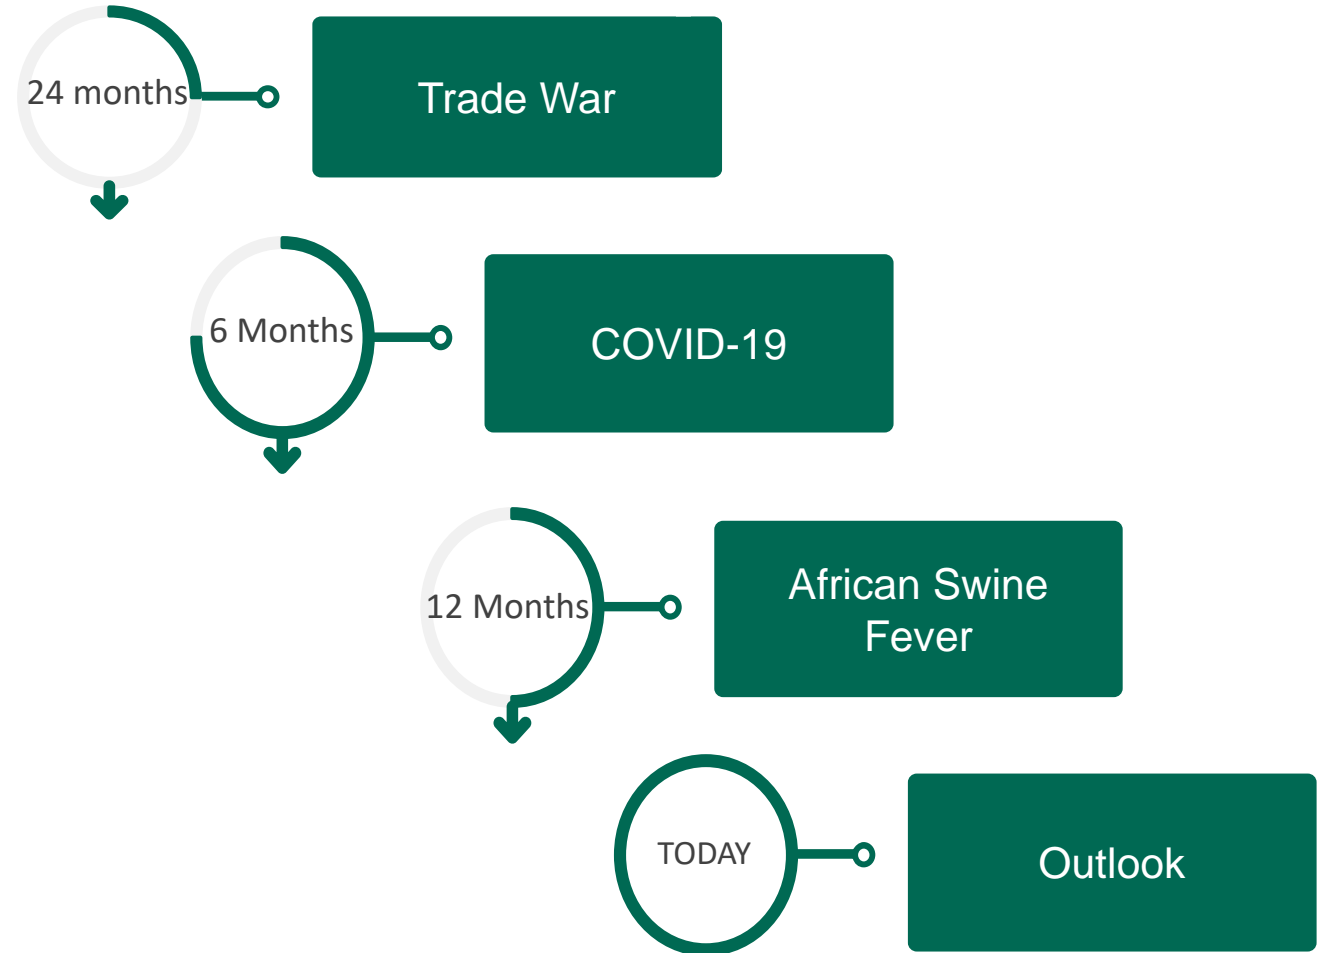 24 months
Trade War
6 Months
COVID-19
12 Months
African Swine
Fever
TODAY
Outlook